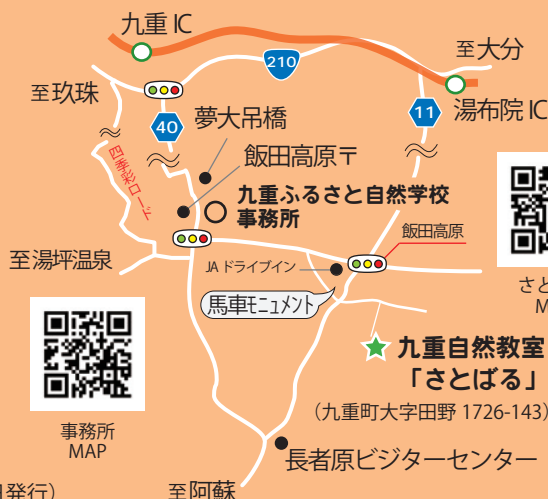 九重 IC
210
至大分
至玖珠
40
夢大吊橋
11
湯布院 IC
四季彩ロード
飯田高原〒
九重ふるさと自然学校
事務所
飯田高原
至湯坪温泉
JA ドライブイン
馬車モニュメント
さと
M
九重自然教室
「さとばる」
(九重町大字田野 1726-143)
事務所
MAP
長者原ビジターセンター
至阿蘇
発行)